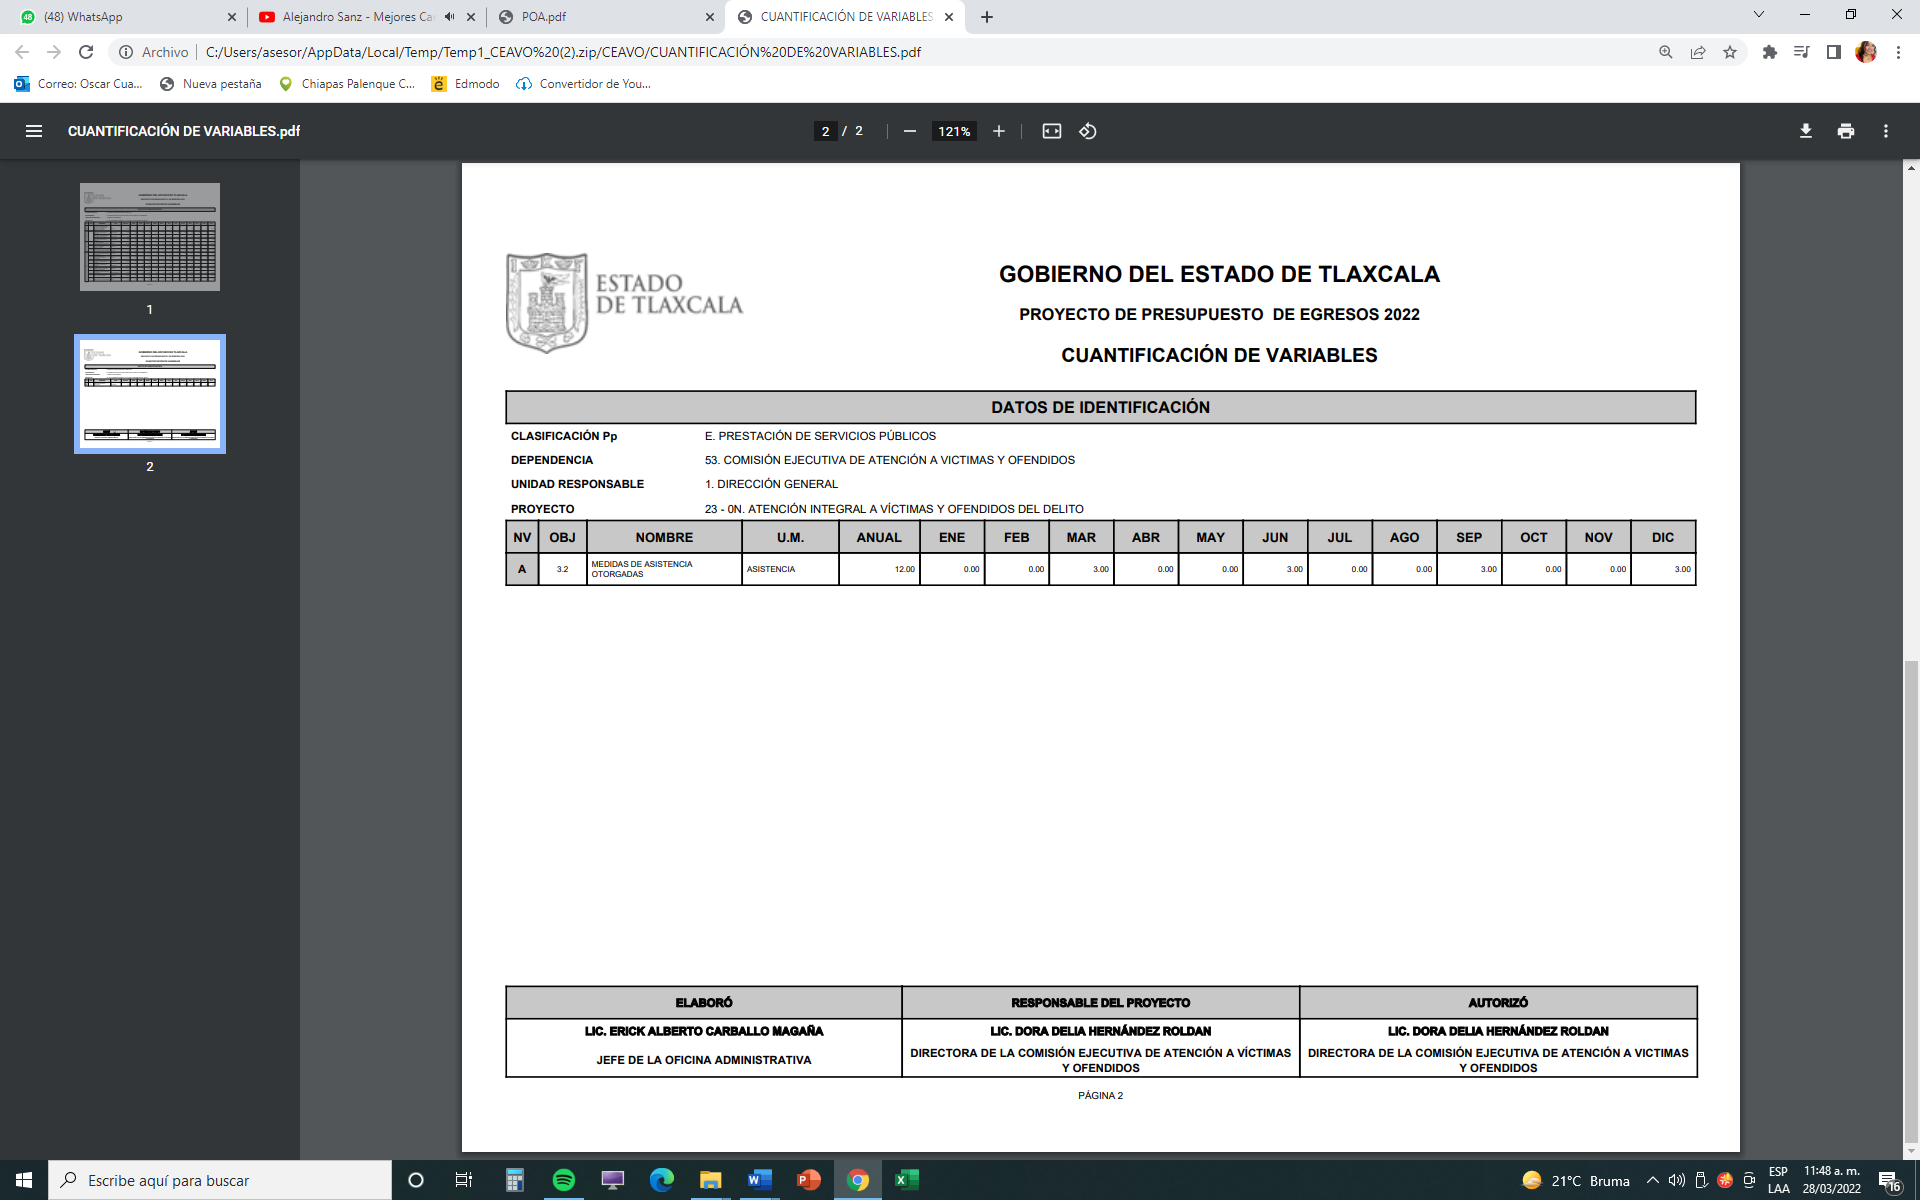 (48) WhatsApp
Alejandro Sanz - Mejores Ca
POA.pdf
CUANTIFICACIÓN DE VARIABLES
Archivo
C:/Users/asesor/AppData/Local/Temp/Temp1_CEAVO%20(2).zip/CEAVO/CUANTIFICACIÓN%20DE%20VARIABLES.pdf
Correo: Oscar Cua...
Nueva pestaña
Chiapas Palenque C...
Edmodo
Convertidor de You...
CUANTIFICACIÓN DE VARIABLES.pdf
2 / 2
121%
1
2
ESTADO
DE TLAXCALA
GOBIERNO DEL ESTADO DE TLAXCALA
PROYECTO DE PRESUPUESTO DE EGRESOS 2022
CUANTIFICACIÓN DE VARIABLES
DATOS DE IDENTIFICACIÓN
CLASIFICACIÓN Pp E. PRESTACIÓN DE SERVICIOS PÚBLICOS
DEPENDENCIA 53. COMISIÓN EJECUTIVA DE ATENCIÓN A VICTIMAS Y OFENDIDOS
UNIDAD RESPONSABLE 1. DIRECCIÓN GENERAL
PROYECTO 23 - 0N. ATENCIÓN INTEGRAL A VÍCTIMAS Y OFENDIDOS DEL DELITO
NV OBJ NOMBRE U.M. ANUAL ENE FEB MAR ABR MAY JUN JUL AGO SEP OCT NOV DIC
A 3.2 MEDIDAS DE ASISTENCIA OTORGADAS ASISTENCIA 12.00 0.00 0.00 3.00 0.00 0.00 3.00 0.00 0.00 3.00 0.00 0.00 3.00
ELABORÓ
LIC. ERICK ALBERTO CARBALLO MAGAÑA
JEFE DE LA OFICINA ADMINISTRATIVA
RESPONSABLE DEL PROYECTO
LIC. DORA DELIA HERNÁNDEZ ROLDAN
DIRECTORA DE LA COMISIÓN EJECUTIVA DE ATENCIÓN A VÍCTIMAS
Y OFENDIDOS
AUTORIZÓ
LIC. DORA DELIA HERNÁNDEZ ROLDAN
DIRECTORA DE LA COMISIÓN EJECUTIVA DE ATENCIÓN A VICTIMAS
Y OFENDIDOS
PÁGINA 2
Escribe aquí para buscar
21°C Bruma
ESP
LAA
11:48 a. m.
28/03/2022
16